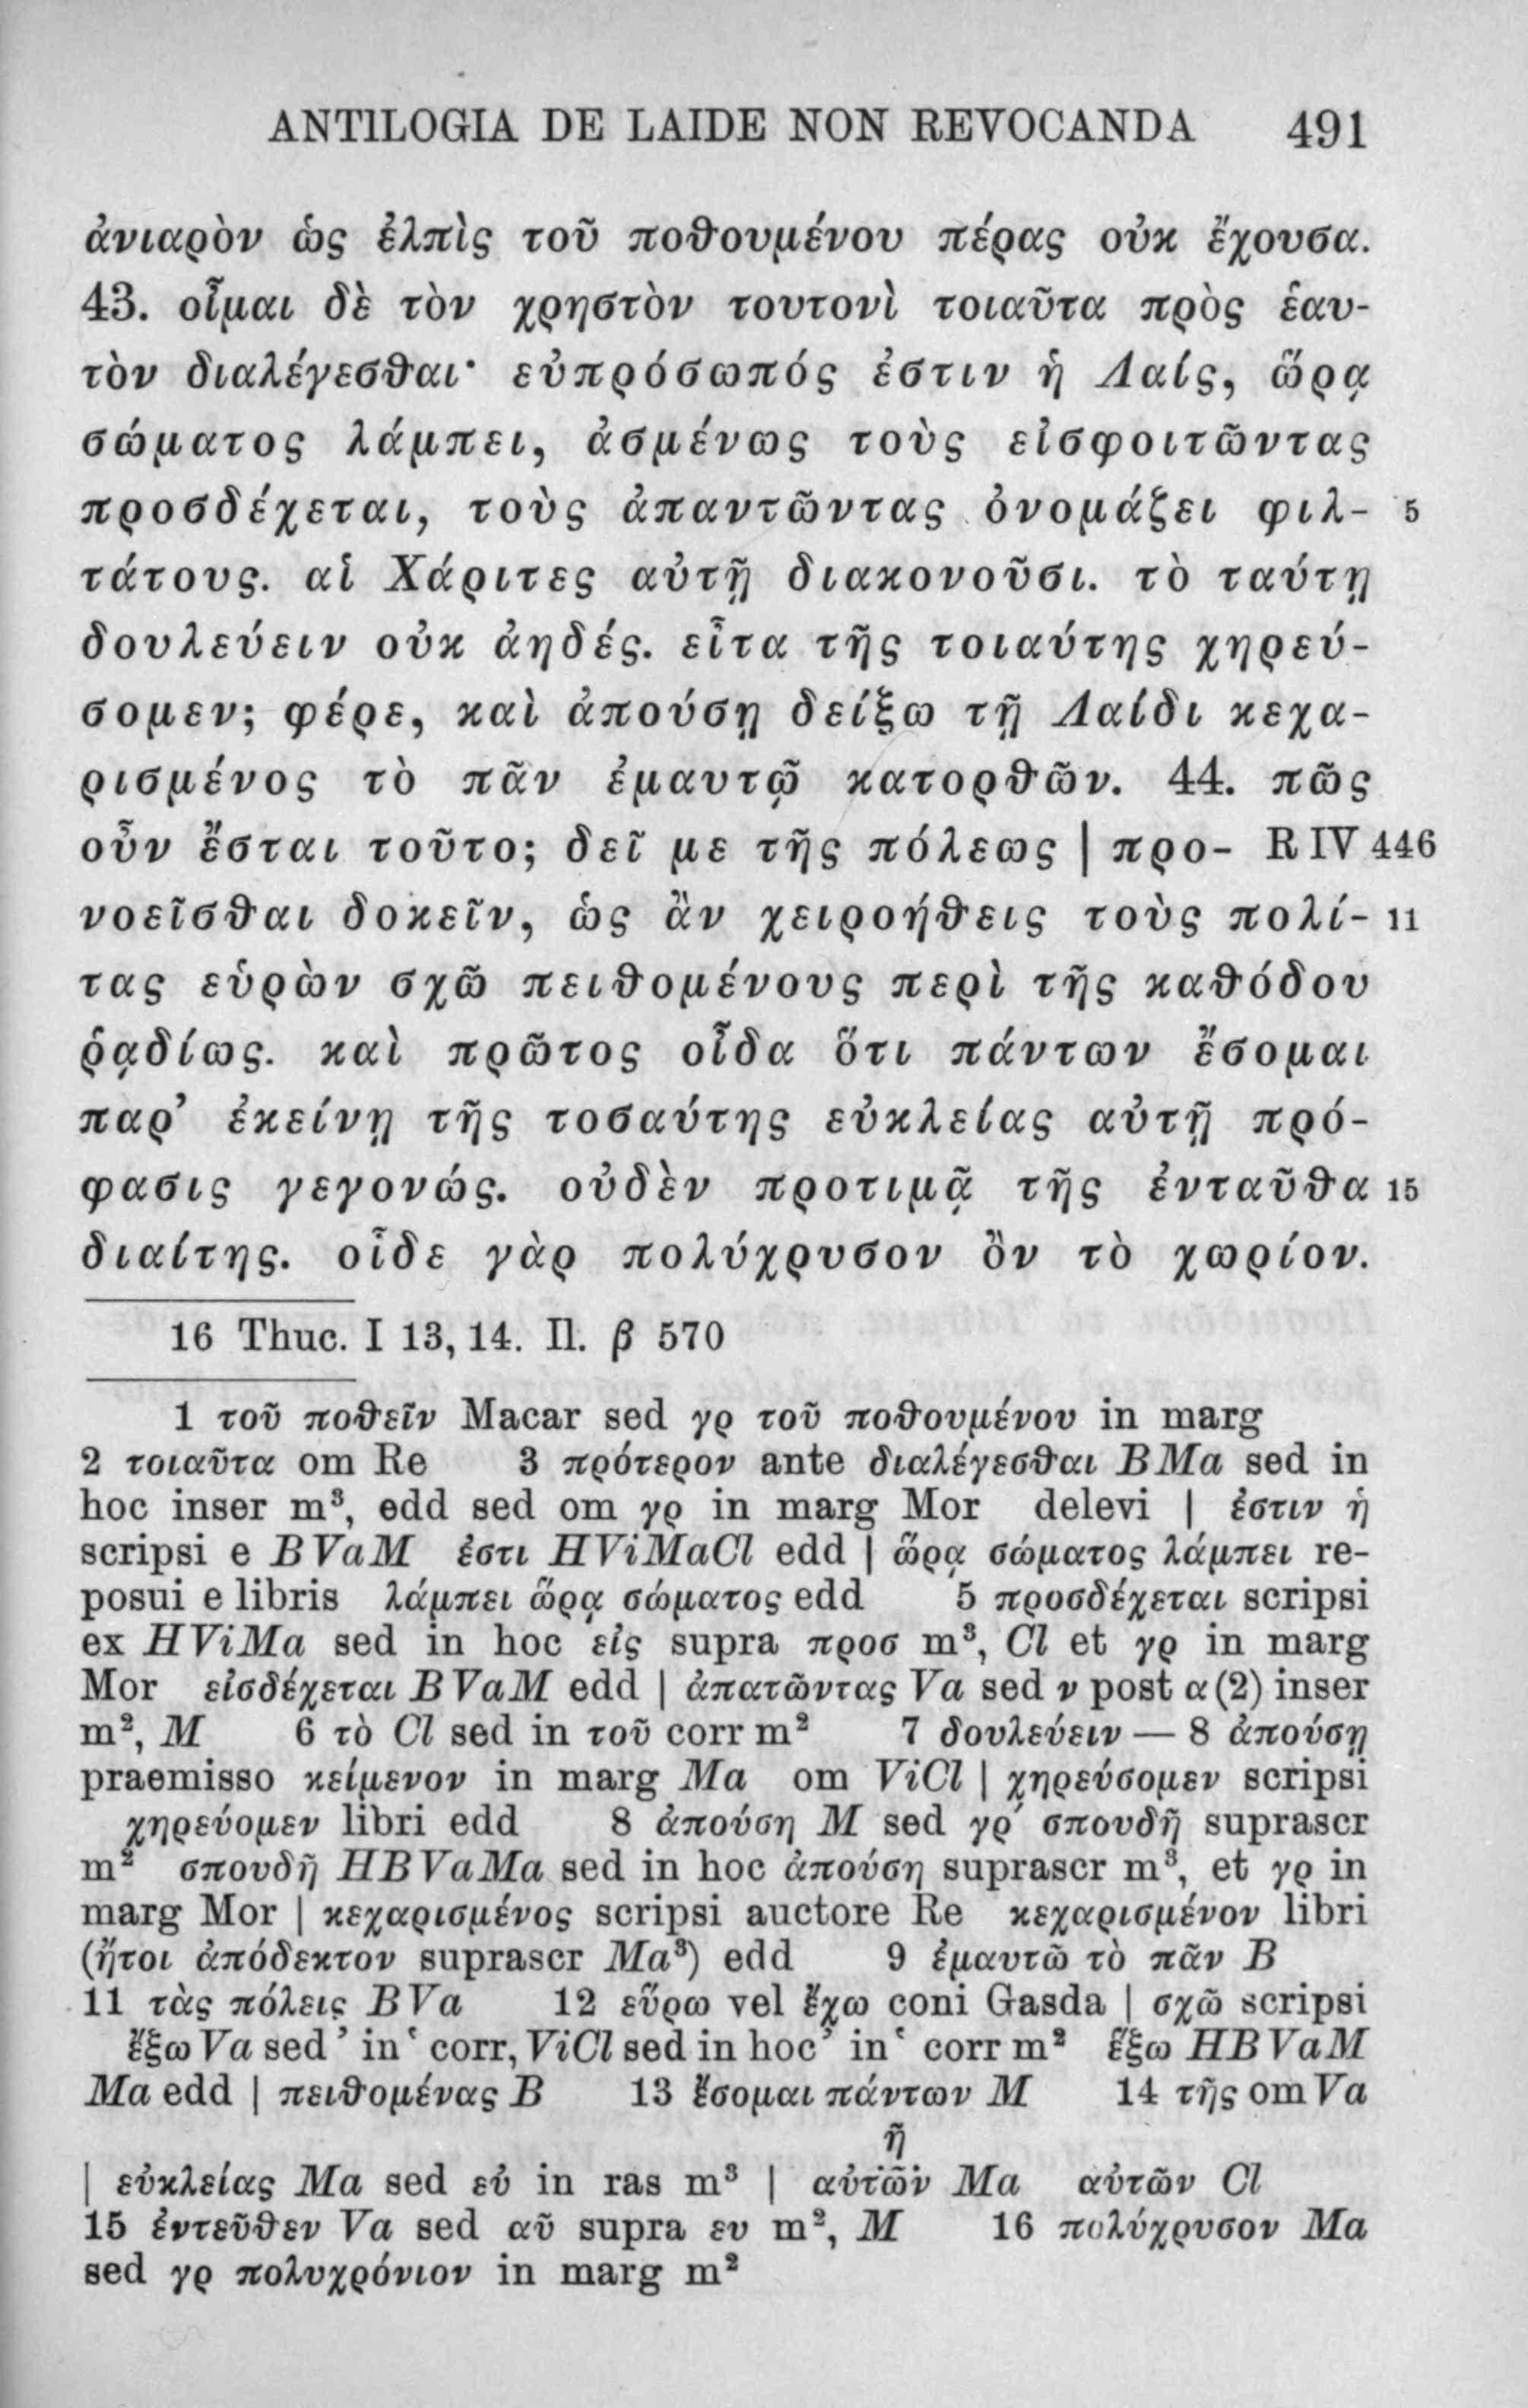 ANTILOGIA DE LAIDE NON REVOCANDA 491
ἀνιαρὸν ὡς ἐλπὶς τοῦ ποθουμένου πέρας οὐκ ἔχουσα.
43. οἶμαι δὲ τὸν χρηστὸν τουτονὶ τοιαῦτα πρὸς ἑαυ-
τὸν διαλέγεσθαι· εὐπρόσωπός ἐστιν ἡ Λαίς, ὥρᾳ
σώματος λάμπει, ἀσμένως τοὺς εἰσφοιτῶντας
προσδέχεται, τοὺς ἀπαντῶντας ὀνομάζει φιλ- 5
τάτους. αἱ Χάριτες αὐτῇ διακονοῦσι. τὸ ταύτῃ
δουλεύειν οὐκ ἀηδές. εἶτα τῆς τοιαύτης χηρεύ-
σομεν; φέρε, καὶ ἀπούσῃ δείξω τῇ Λαίδι κεχα-
ρισμένος τὸ πᾶν ἐμαυτῷ κατορθῶν. 44. πῶς
οὖν ἔσται τοῦτο; δεῖ με τῆς πόλεως | προ- R IV 446
νοεῖσθαι δοκεῖν, ὡς ἂν χειροήθεις τοὺς πολί- 11
τας εὑρὼν σχῶ πειθομένους περὶ τῆς καθόδου
ῥᾳδίως. καὶ πρῶτος οἶδα ὅτι πάντων ἔσομαι
παρ’ ἐκείνῃ τῆς τοσαύτης εὐκλείας αὐτῇ πρό-
φασις γεγονώς. οὐδὲν προτιμᾷ τῆς ἐνταῦθα 15
διαίτης. οἶδε γὰρ πολύχρυσον ὂν τὸ χωρίον.
16 Thuc. I 13, 14. Il. β 570
1 τοῦ ποθεῖν Macar sed γρ τοῦ ποθουμένου in marg
2 τοιαῦτα om Re 3 πρότερον ante διαλέγεσθαι BMa sed in
hoc inser m³, edd sed om γρ in marg Mor delevi | ἐστιν ἡ
scripsi e BVaM ἐστι HViMaCl edd | ὥρᾳ σώματος λάμπει re-
posui e libris λάμπει ὥρᾳ σώματος edd 5 προσδέχεται scripsi
ex HViMa sed in hoc εἰς supra προσ m³, Cl et γρ in marg
Mor εἰσδέχεται BVaM edd | ἀπατῶντας Va sed ν post α (2) inser
m², M 6 τὸ Cl sed in τοῦ corr m² 7 δουλεύειν — 8 ἀπούσῃ
praemisso κείμενον in marg Ma om ViCl | χηρεύσομεν scripsi
χηρεύομεν libri edd 8 ἀπούση M sed γρ´ σπουδῇ suprascr
m² σπουδῇ HBVaMa sed in hoc ἀπούση suprascr m³, et γρ in
marg Mor | κεχαρισμένος scripsi auctore Re κεχαρισμένον libri
(ἤτοι ἀπόδεκτον suprascr Ma³) edd 9 ἐμαυτῶ τὸ πᾶν B
11 τὰς πόλεις BVa 12 εὕρω vel ἔχω coni Gasda | σχῶ scripsi
ἔξω Va sed ᾽ in ῾ corr, ViCl sed in hoc ᾽ in ῾ corr m² ἕξω HBVaM
Ma edd | πειθομένας B 13 ἔσομαι πάντων M 14 τῆς om Va
ῆ
| εὐκλείας Ma sed εὐ in ras m³ | αὐτῶν Ma αὐτῶν Cl
15 ἐντεῦθεν Va sed αῦ supra ευ m², M 16 πολύχρυσον Ma
sed γρ πολυχρόνιον in marg m²